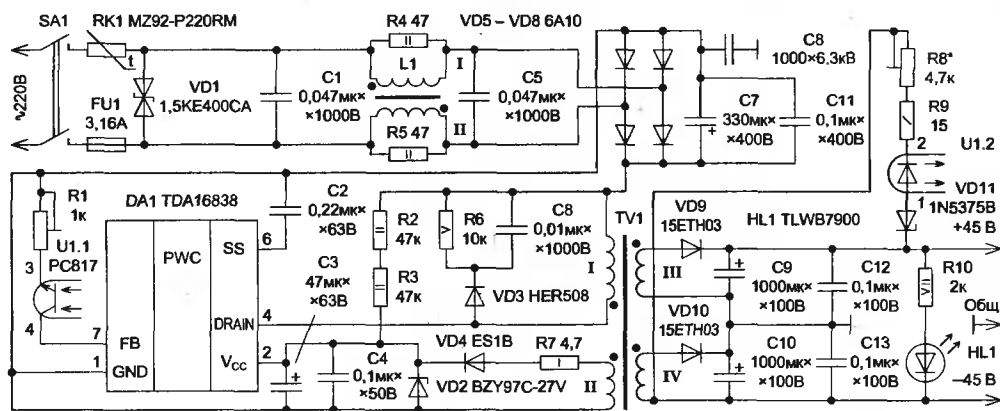 SA1
RK1 MZ92-P220RM
t
∿220В
FU1
3,16А
VD1
1,5KE400CA
C1
0,047мк×
×1000В
R4 47
L1
I
II
R5 47
C5
0,047мк×
×1000В
VD5 – VD8 6A10
C6
1000×6,3кВ
C7
330мк×
×400В
C11
0,1мк×
×400В
R8*
4,7к
R9
15
2
U1.2
1
VD11
1N5375B
+45 В
R1
1к
U1.1
PC817
3
4
7
1
DA1 TDA16838
PWC
SS
DRAIN
FB
GND
Vcc
6
4
2
C2
0,22мк×
×63В
C3
47мк×
×63В
R2
47к
R3
47к
R6
10к
C8
0,01мк×
×1000В
VD3 HER508
VD4 ES1B
R7 4,7
C4
0,1мк×
×50В
VD2 BZY97C-27V
TV1
I
II
III
IV
VD9
15ETH03
VD10
15ETH03
HL1 TLWB7900
C9
1000мк×
×100В
C12
0,1мк×
×100В
C10
1000мк×
×100В
C13
0,1мк×
×100В
R10
2к
Общ.
HL1
–45 В